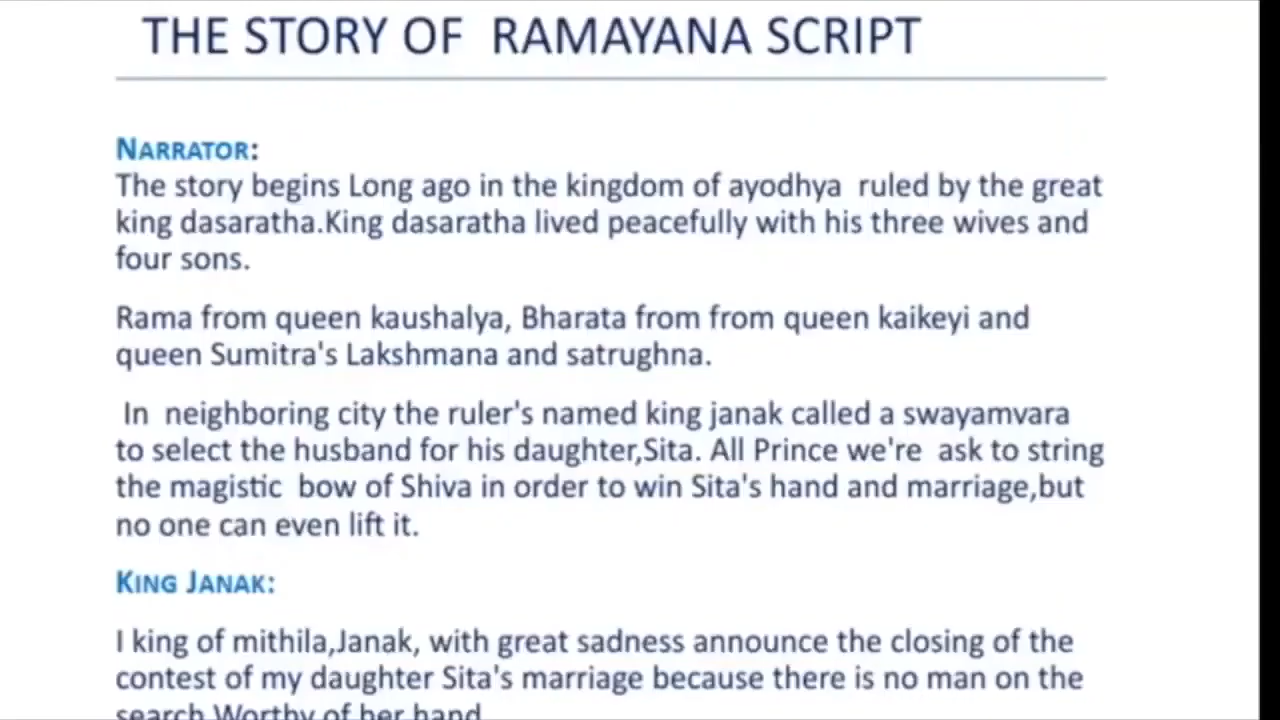 THE STORY OF RAMAYANA SCRIPT
NARRATOR:
The story begins Long ago in the kingdom of ayodhya ruled by the great
king dasaratha.King dasaratha lived peacefully with his three wives and
four sons.
Rama from queen kaushalya, Bharata from from queen kaikeyi and
queen Sumitra's Lakshmana and satrughna.
In neighboring city the ruler's named king janak called a swayamvara
to select the husband for his daughter,Sita. All Prince we're ask to string
the magistic bow of Shiva in order to win Sita's hand and marriage,but
no one can even lift it.
KING JANAK:
I king of mithila,Janak, with great sadness announce the closing of the
contest of my daughter Sita's marriage because there is no man on the
search Worthy of her hand